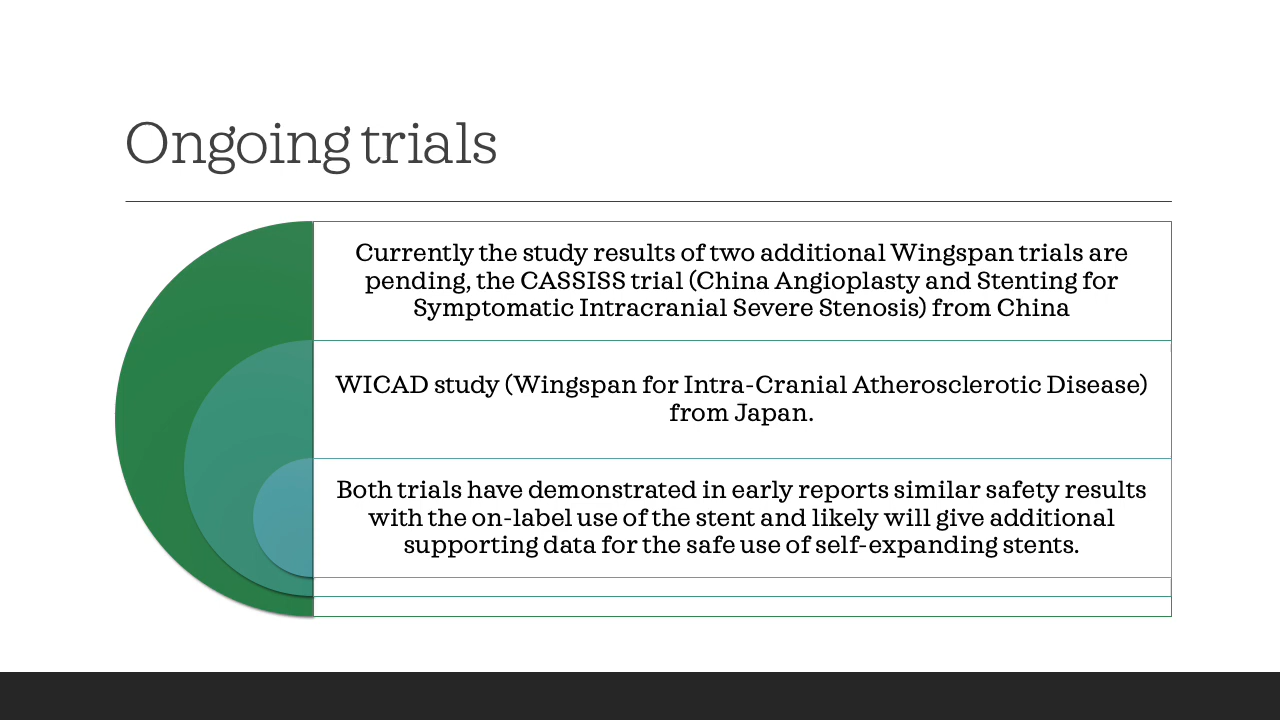 Ongoing trials
Currently the study results of two additional Wingspan trials are
pending, the CASSISS trial (China Angioplasty and Stenting for
Symptomatic Intracranial Severe Stenosis) from China
WICAD study (Wingspan for Intra-Cranial Atherosclerotic Disease)
from Japan.
Both trials have demonstrated in early reports similar safety results
with the on-label use of the stent and likely will give additional
supporting data for the safe use of self-expanding stents.